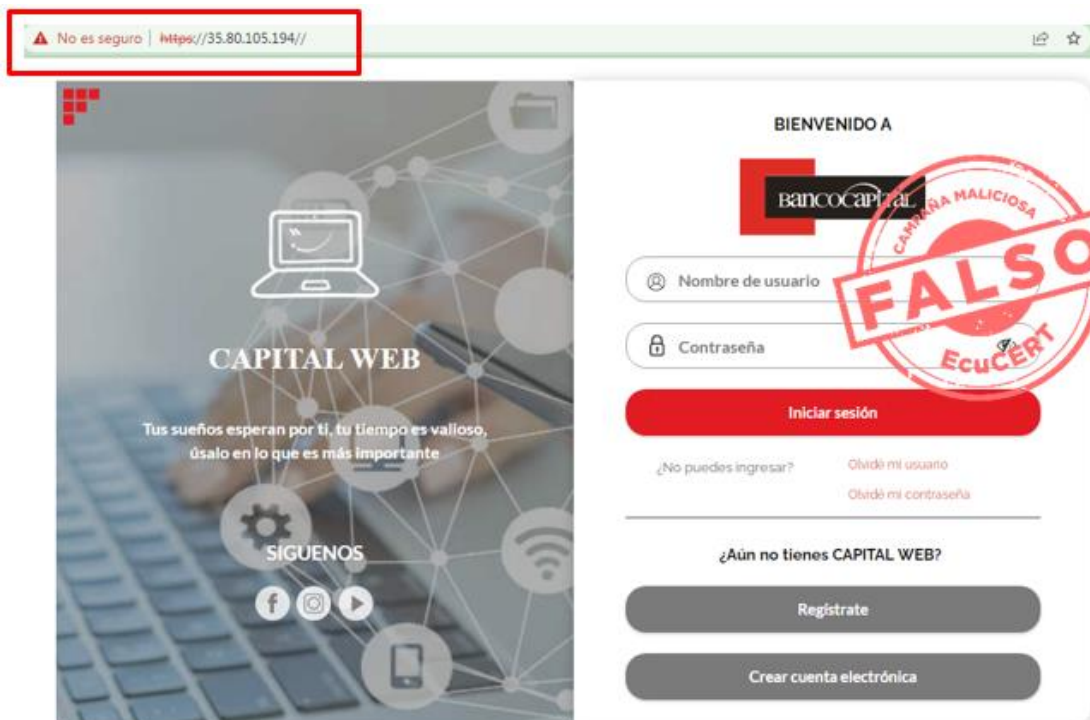 No es seguro | https://35.80.105.194//
BIENVENIDO A
BANCOCAPITAL
CAMPAÑA MALICIOSA
FALSO
EcuCERT
Nombre de usuario
Contraseña
Iniciar sesión
¿No puedes ingresar?
Olvidé mi usuario
Olvidé mi contraseña
¿Aún no tienes CAPITAL WEB?
Regístrate
Crear cuenta electrónica
CAPITAL WEB
Tus sueños esperan por ti, tu tiempo es valioso,
úsalo en lo que es más importante
SIGUENOS